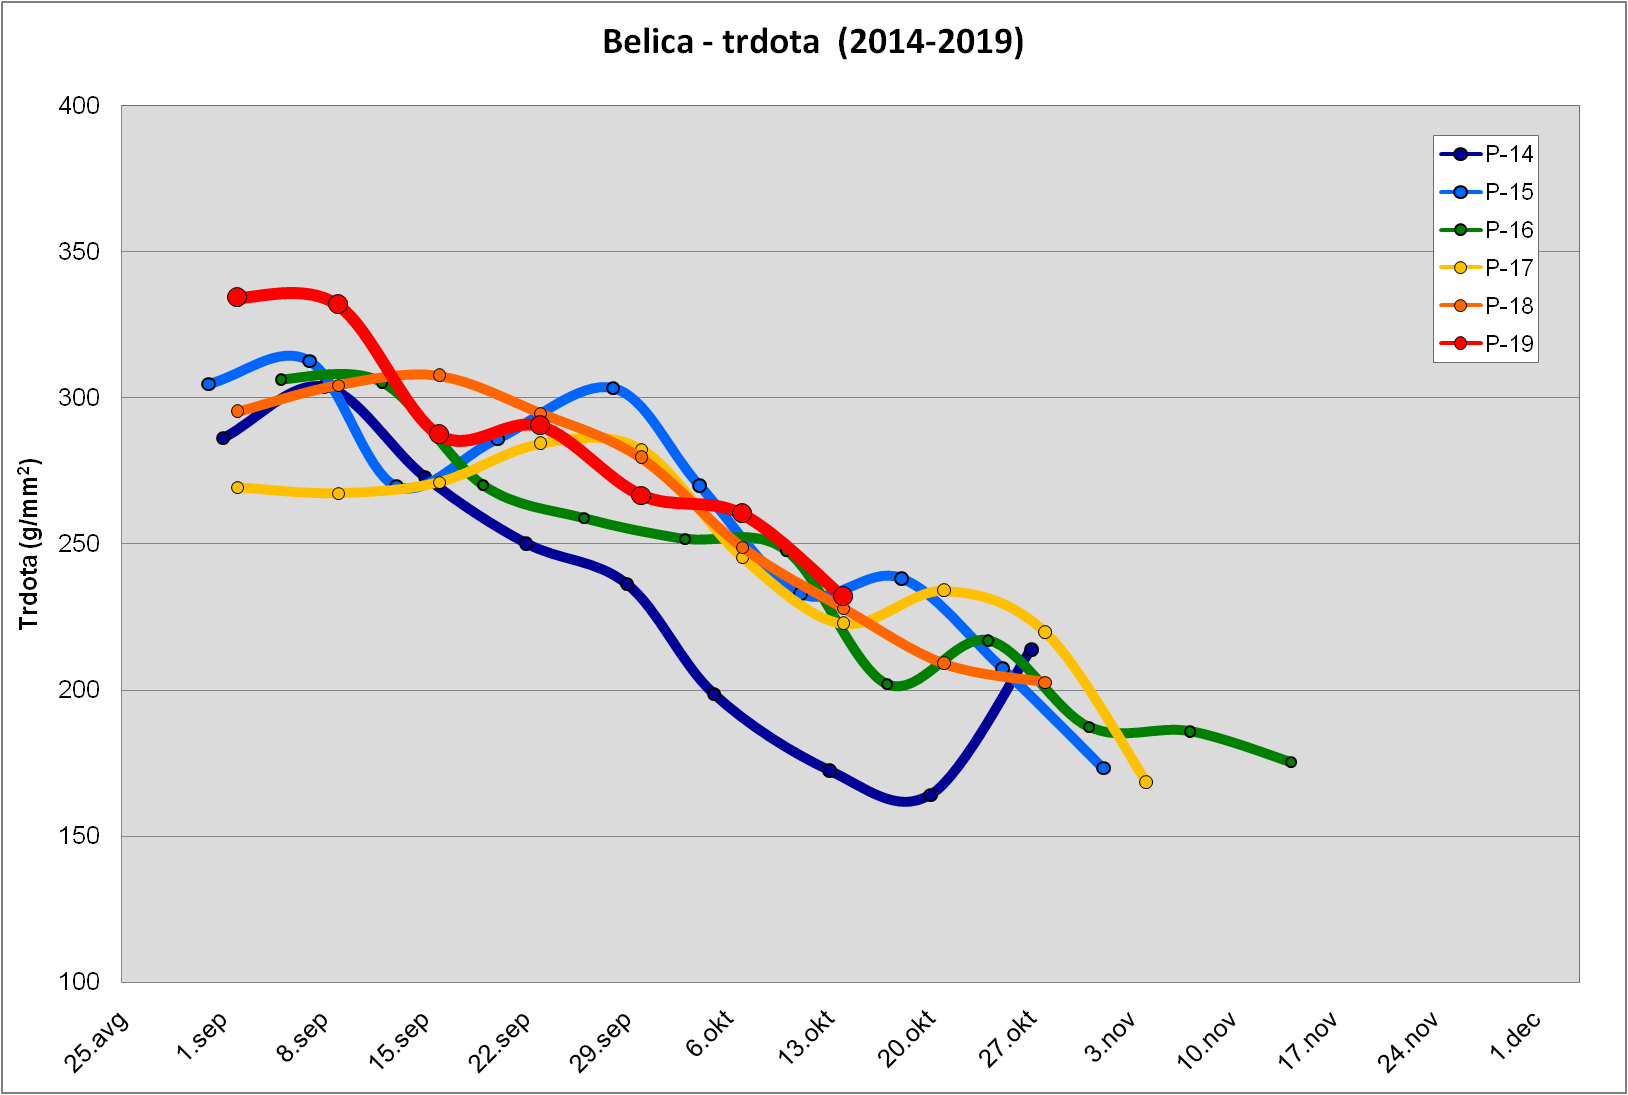 Belica - trdota  (2014-2019)
Trdota (g/mm²)
400
350
300
250
200
150
100
25.avg
1.sep
8.sep
15.sep
22.sep
29.sep
6.okt
13.okt
20.okt
27.okt
3.nov
10.nov
17.nov
24.nov
1.dec
P-14
P-15
P-16
P-17
P-18
P-19